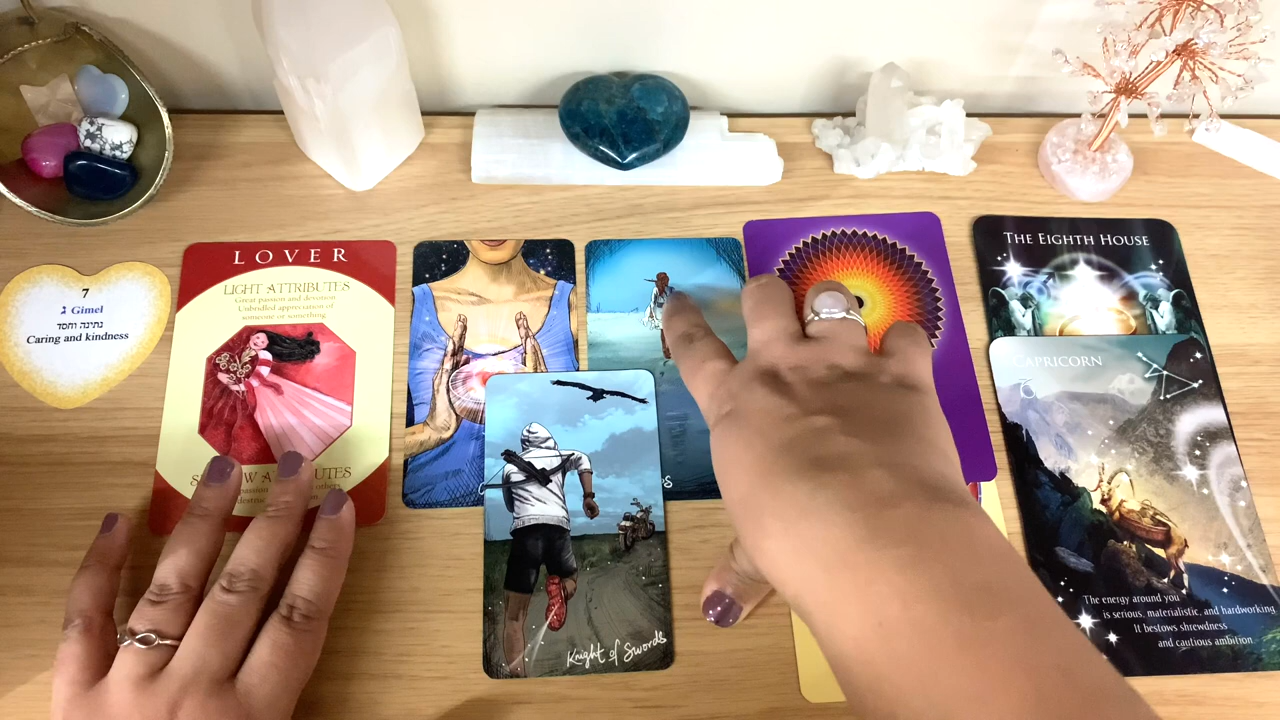 7
ג Gimel
נתינה וחסד
Caring and kindness
LOVER
LIGHT ATTRIBUTES
Great passion and devotion
Unbridled appreciation of
someone or something
others
THE EIGHTH HOUSE
CAPRICORN
The energy around you
is serious, materialistic, and hardworking.
It bestows shrewdness
and cautious ambition.
Knight of Swords